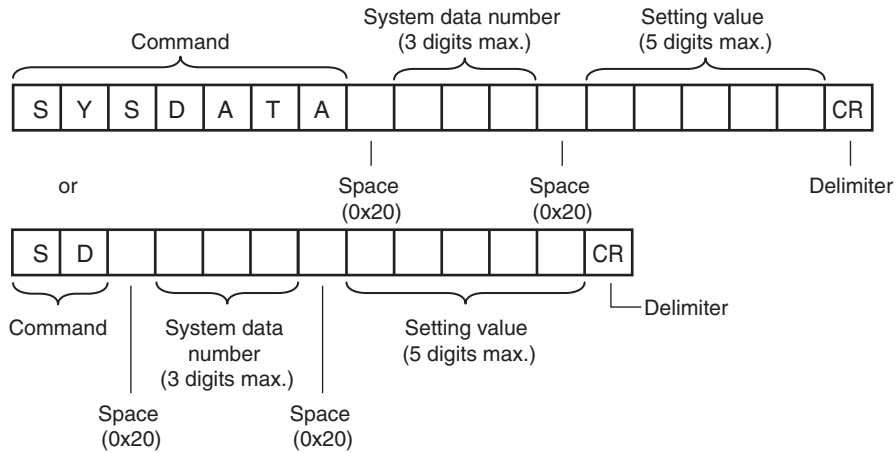 System data number
(3 digits max.)
Setting value
(5 digits max.)
Command
S Y S D A T A CR
or
Space
(0x20)
Space
(0x20)
Delimiter
S D CR
Delimiter
Command
System data
number
(3 digits max.)
Setting value
(5 digits max.)
Space
(0x20)
Space
(0x20)